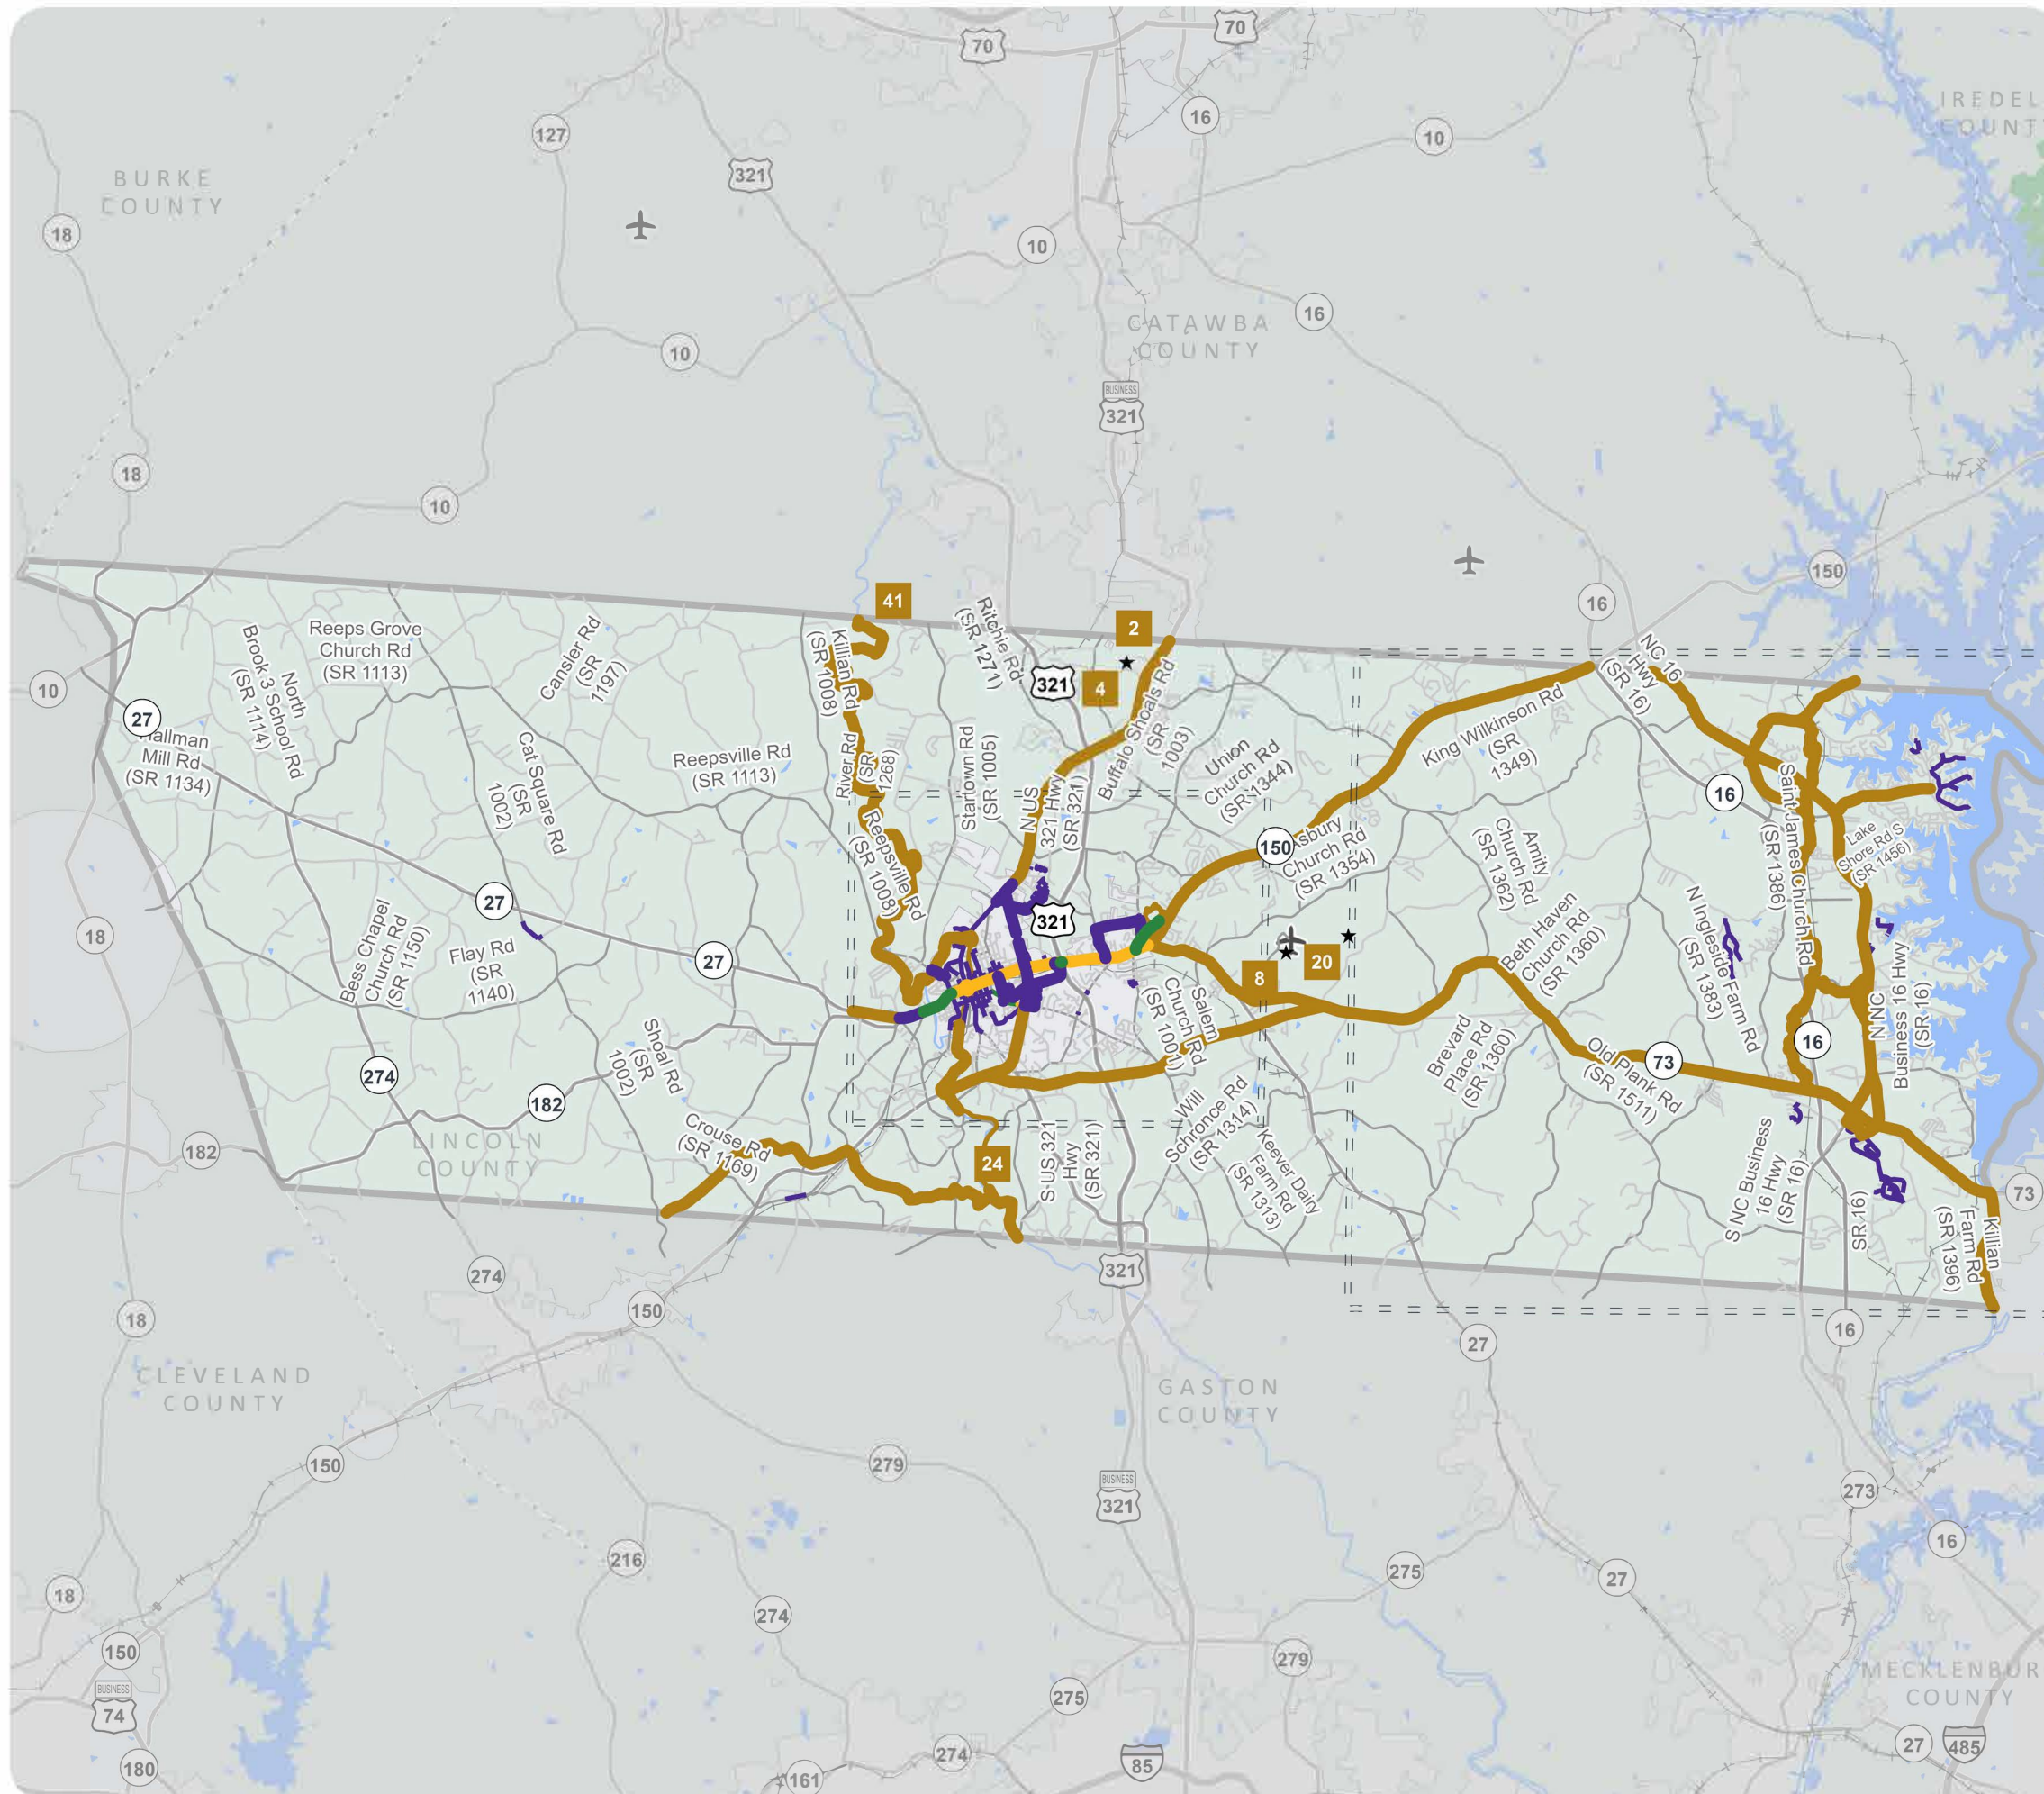 70
70
16
127
10
IREDEL
COUNT
321
BURKE
COUNTY
18
10
16
CATAWBA
COUNTY
10
BUSINESS
321
18
10
150
16
41
2
Reeps Grove
Church Rd
(SR 1113)
North
Brook 3 School Rd
(SR 1114)
Cansler Rd
(SR
1197)
Killian Rd
(SR 1008)
Ritchie Rd
(SR 1271)
321
4
NC 16
Hwy
(SR 16)
10
27
Hallman
Mill Rd
(SR 1134)
Cat Square Rd
(SR
1002)
Reepsville Rd
(SR 1113)
River Rd
(SR
1268)
Startown Rd
(SR 1005)
N US
321 Hwy
(SR 321)
Buffalo Shoals Rd
(SR
1003)
Union
Church Rd
(SR 1344)
King Wilkinson Rd
(SR
1349)
16
150
Asbury
Church Rd
(SR 1354)
Amity
Church Rd
(SR 1362)
Saint James Church Rd
(SR 1386)
Lake
Shore Rd S
(SR 1456)
Reepsville Rd
(SR 1008)
27
321
18
Bess Chapel
Church Rd
(SR 1150)
Flay Rd
(SR
1140)
27
8
20
Beth Haven
Church Rd
(SR 1360)
N Ingleside Farm Rd
(SR 1383)
N NC
Business 16 Hwy
(SR 16)
Salem
Church Rd
(SR 1001)
16
73
274
182
Shoal Rd
(SR
1002)
Brevard
Place Rd
(SR 1360)
Old Plank Rd
(SR 1511)
LINCOLN
COUNTY
182
Crouse Rd
(SR 1169)
24
S US 321
Hwy
(SR 321)
Will
Schronce Rd
(SR 1314)
Keever Dairy
Farm Rd
(SR 1313)
S NC Business
16 Hwy
(SR 16)
SR 16)
Killian
Farm Rd
(SR 1396)
73
274
321
18
150
16
27
CLEVELAND
COUNTY
GASTON
COUNTY
150
279
BUSINESS
321
273
16
216
275
27
18
274
150
279
MECKLENBUR
COUNTY
BUSINESS
74
275
180
274
161
85
27
485